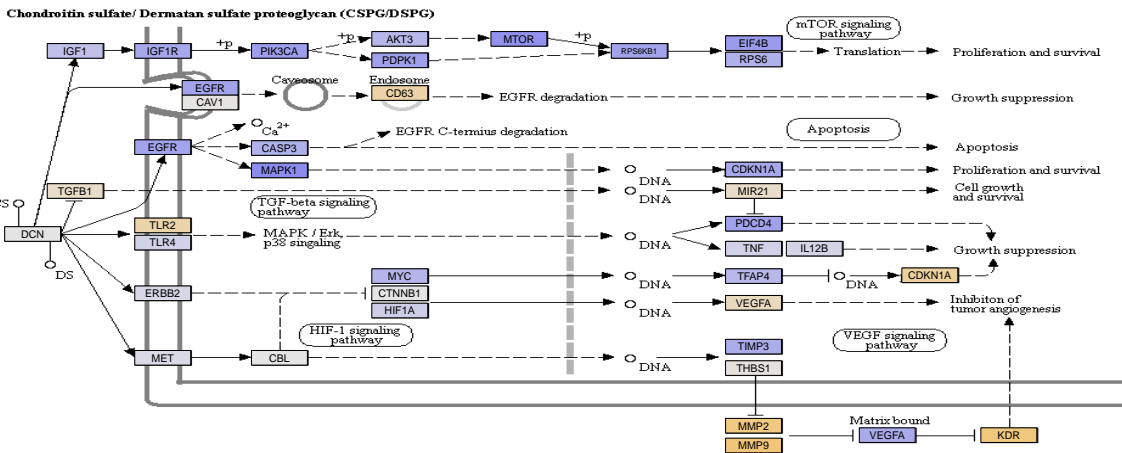 Chondroitin sulfate/ Dermatan sulfate proteoglycan (CSPG/DSPG)
mTOR signaling
pathway
IGF1
IGF1R
+p
PIK3CA
+p
AKT3
MTOR
+p
RPS6KB1
EIF4B
RPS6
Translation
Proliferation and survival
PDPK1
EGFR
CAV1
Caveosome
Endosome
CD63
EGFR degradation
Growth suppression
Ca2+
EGFR C-termius degradation
Apoptosis
EGFR
CASP3
Apoptosis
MAPK1
DNA
CDKN1A
Proliferation and survival
TGFB1
DNA
MIR21
Cell growth
and survival
TGF-beta signaling
pathway
CS
DCN
DS
TLR2
TLR4
MAPK / Erk,
p38 singaling
DNA
PDCD4
TNF
IL12B
Growth suppression
MYC
CTNNB1
HIF1A
ERBB2
DNA
TFAP4
DNA
CDKN1A
DNA
VEGFA
Inhibiton of
tumor angiogenesis
HIF-1 signaling
pathway
VEGF signaling
pathway
MET
CBL
DNA
TIMP3
THBS1
MMP2
MMP9
Matrix bound
VEGFA
KDR